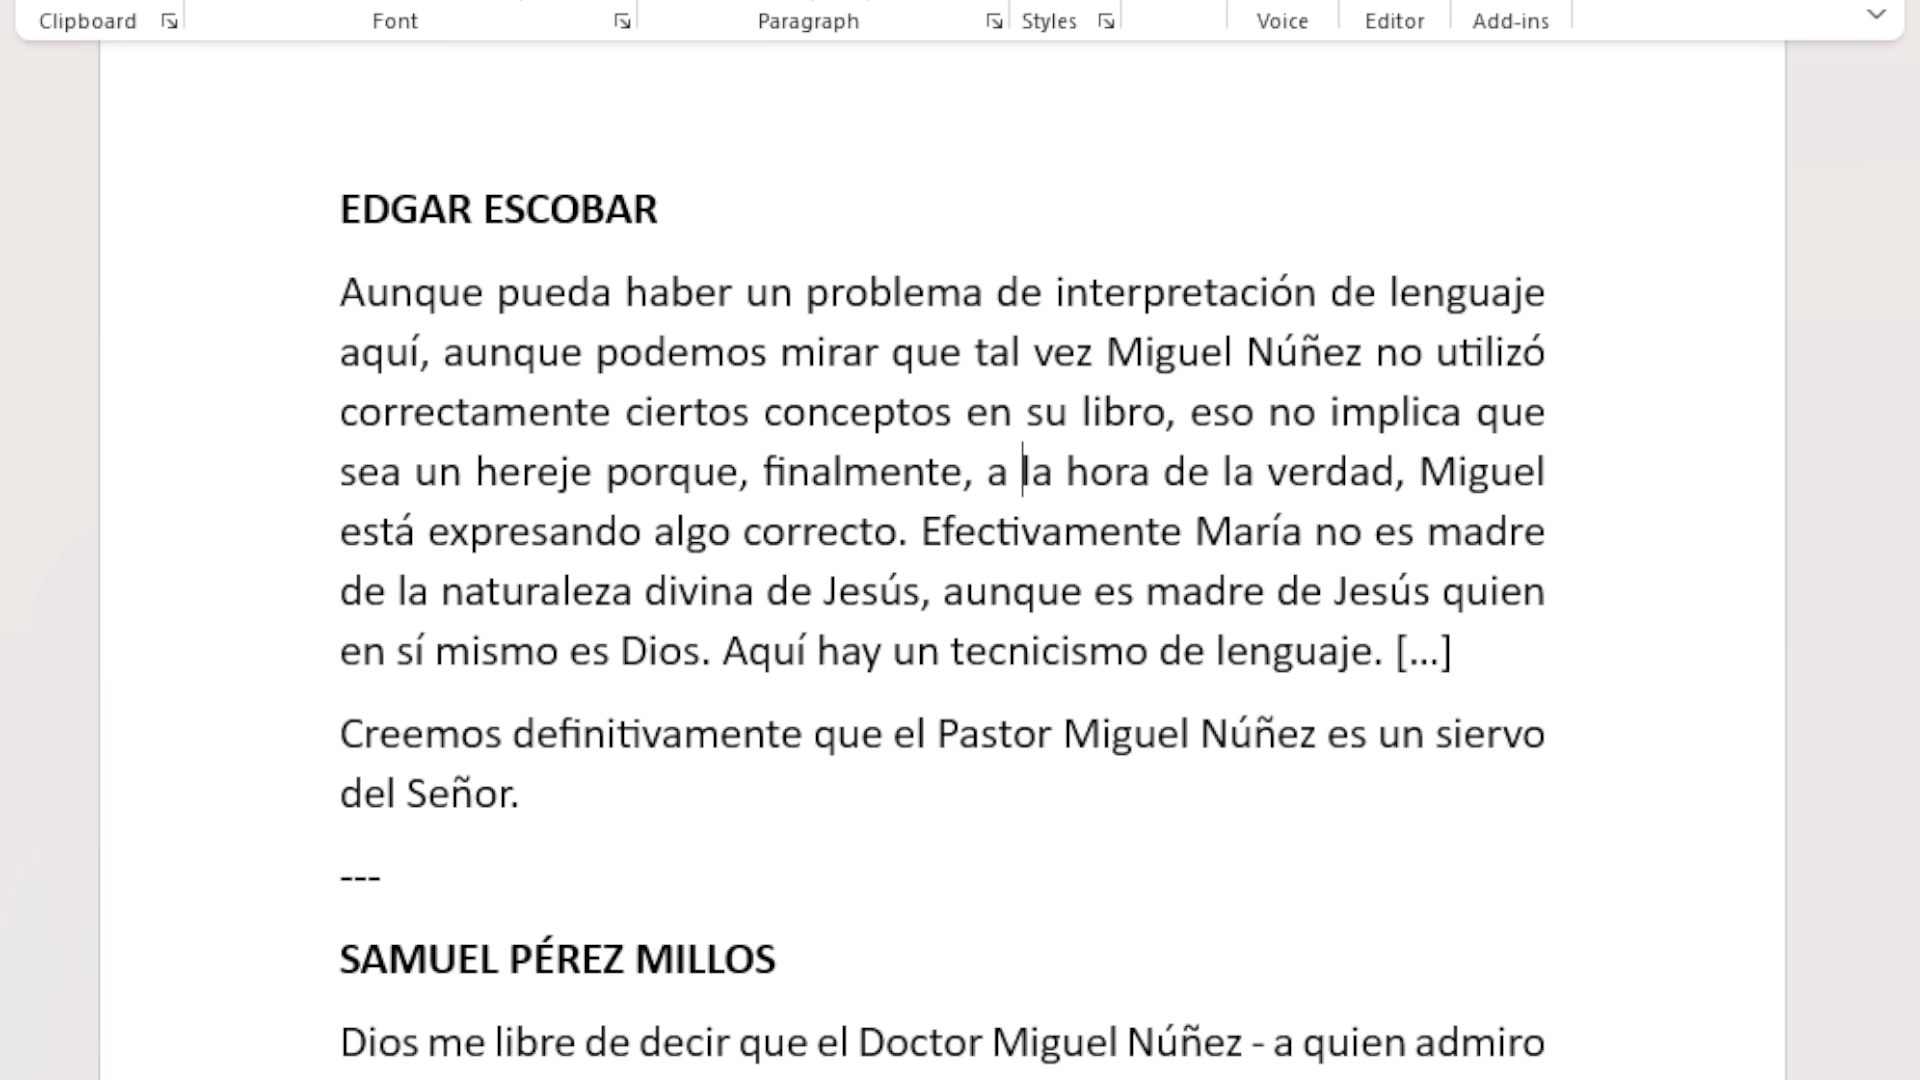 Clipboard Font Paragraph Styles Voice Editor Add-ins
EDGAR ESCOBAR
Aunque pueda haber un problema de interpretación de lenguaje
aquí, aunque podemos mirar que tal vez Miguel Núñez no utilizó
correctamente ciertos conceptos en su libro, eso no implica que
sea un hereje porque, finalmente, a la hora de la verdad, Miguel
está expresando algo correcto. Efectivamente María no es madre
de la naturaleza divina de Jesús, aunque es madre de Jesús quien
en sí mismo es Dios. Aquí hay un tecnicismo de lenguaje. [...]
Creemos definitivamente que el Pastor Miguel Núñez es un siervo
del Señor.
---
SAMUEL PÉREZ MILLOS
Dios me libre de decir que el Doctor Miguel Núñez - a quien admiro